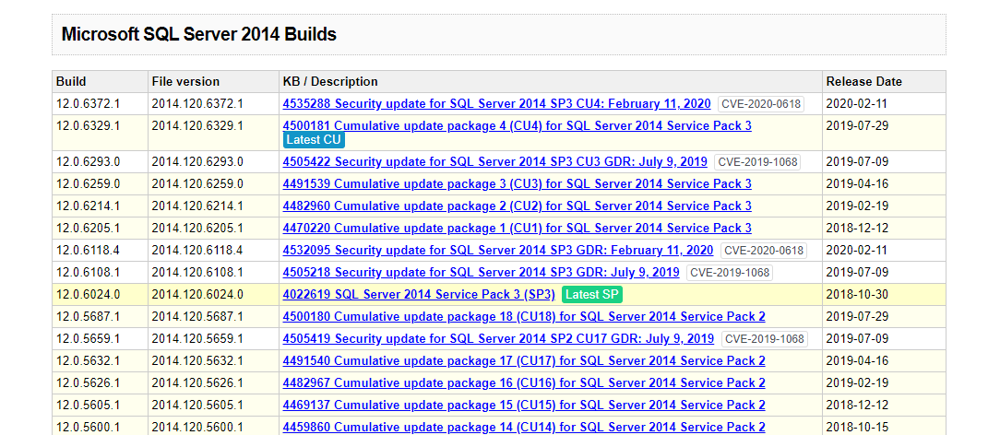 Microsoft SQL Server 2014 Builds
Build File version KB / Description Release Date
12.0.6372.1 2014.120.6372.1 4535288 Security update for SQL Server 2014 SP3 CU4: February 11, 2020 CVE-2020-0618 2020-02-11
12.0.6329.1 2014.120.6329.1 4500181 Cumulative update package 4 (CU4) for SQL Server 2014 Service Pack 3 2019-07-29
Latest CU
12.0.6293.0 2014.120.6293.0 4505422 Security update for SQL Server 2014 SP3 CU3 GDR: July 9, 2019 CVE-2019-1068 2019-07-09
12.0.6259.0 2014.120.6259.0 4491539 Cumulative update package 3 (CU3) for SQL Server 2014 Service Pack 3 2019-04-16
12.0.6214.1 2014.120.6214.1 4482960 Cumulative update package 2 (CU2) for SQL Server 2014 Service Pack 3 2019-02-19
12.0.6205.1 2014.120.6205.1 4470220 Cumulative update package 1 (CU1) for SQL Server 2014 Service Pack 3 2018-12-12
12.0.6118.4 2014.120.6118.4 4532095 Security update for SQL Server 2014 SP3 GDR: February 11, 2020 CVE-2020-0618 2020-02-11
12.0.6108.1 2014.120.6108.1 4505218 Security update for SQL Server 2014 SP3 GDR: July 9, 2019 CVE-2019-1068 2019-07-09
12.0.6024.0 2014.120.6024.0 4022619 SQL Server 2014 Service Pack 3 (SP3) Latest SP 2018-10-30
12.0.5687.1 2014.120.5687.1 4500180 Cumulative update package 18 (CU18) for SQL Server 2014 Service Pack 2 2019-07-29
12.0.5659.1 2014.120.5659.1 4505419 Security update for SQL Server 2014 SP2 CU17 GDR: July 9, 2019 CVE-2019-1068 2019-07-09
12.0.5632.1 2014.120.5632.1 4491540 Cumulative update package 17 (CU17) for SQL Server 2014 Service Pack 2 2019-04-16
12.0.5626.1 2014.120.5626.1 4482967 Cumulative update package 16 (CU16) for SQL Server 2014 Service Pack 2 2019-02-19
12.0.5605.1 2014.120.5605.1 4469137 Cumulative update package 15 (CU15) for SQL Server 2014 Service Pack 2 2018-12-12
12.0.5600.1 2014.120.5600.1 4459860 Cumulative update package 14 (CU14) for SQL Server 2014 Service Pack 2 2018-10-15